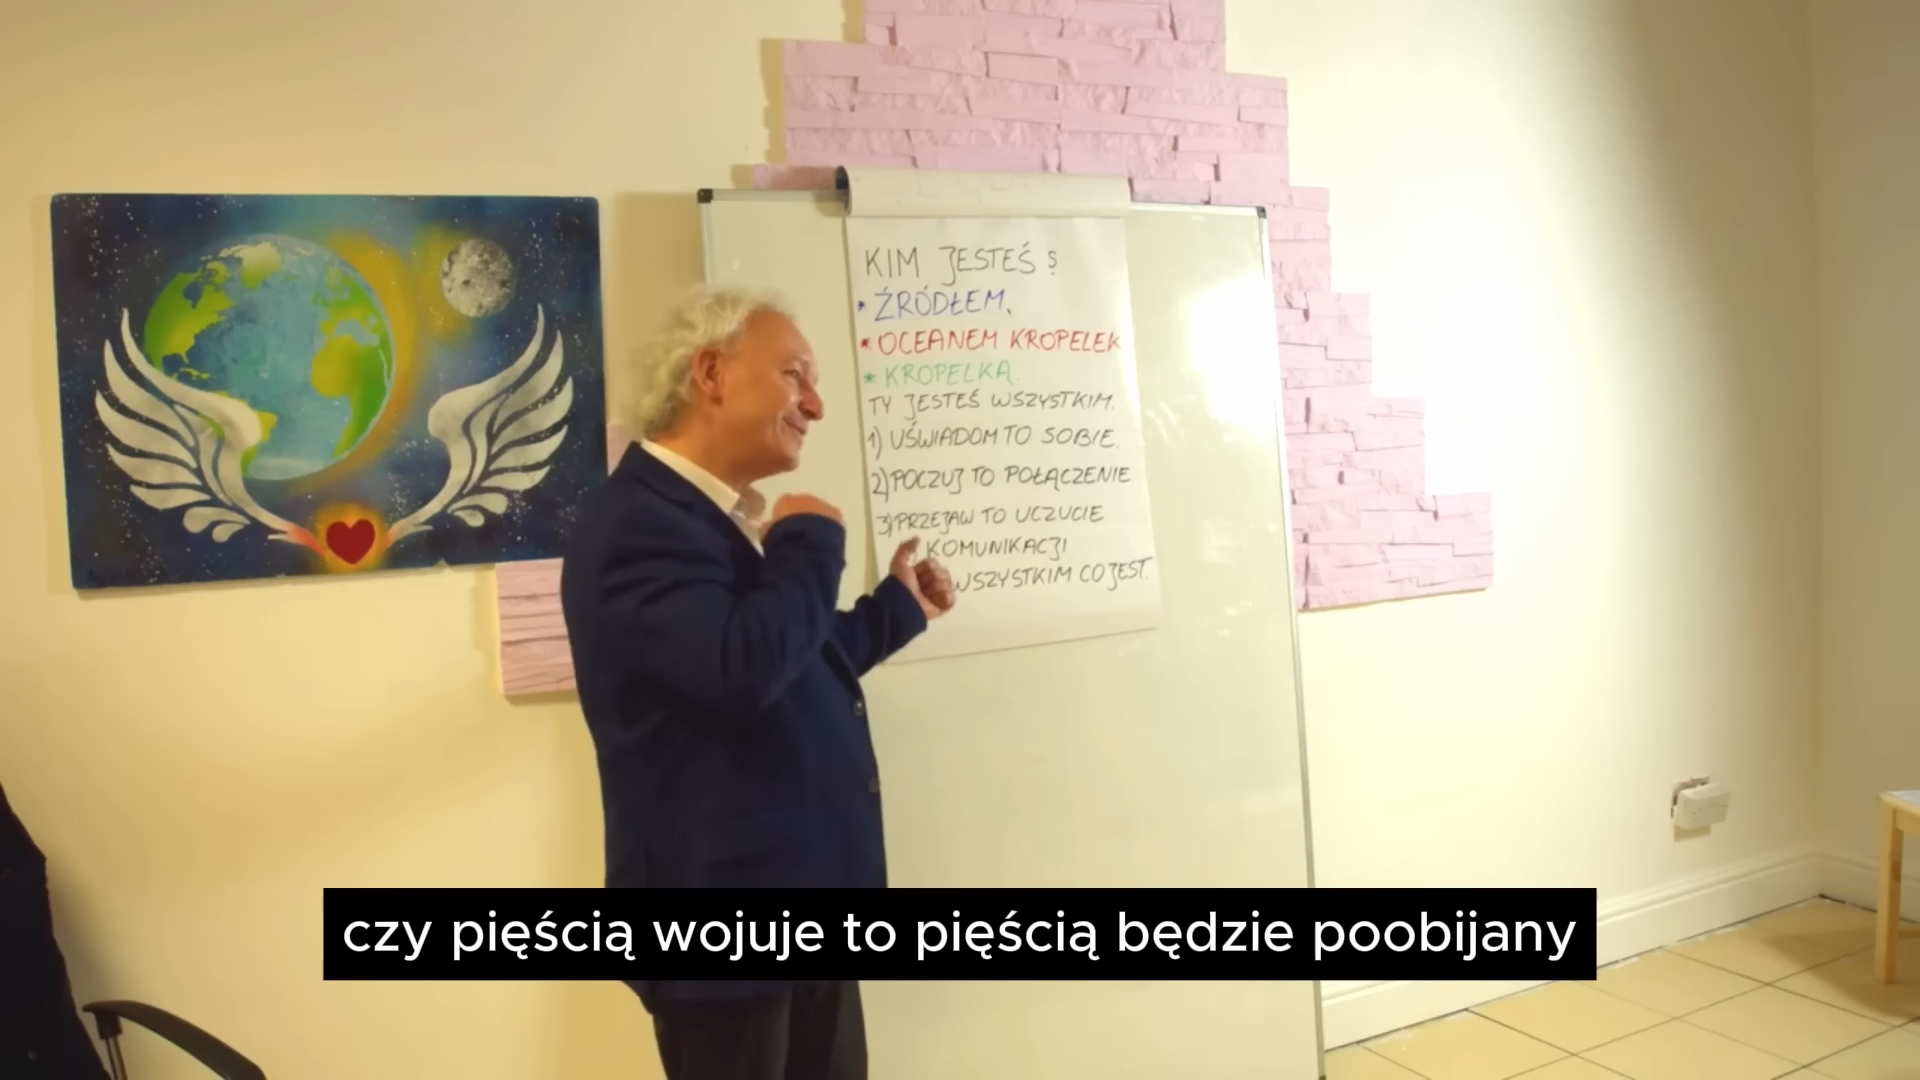 KIM JESTEŚ ?
* ŹRÓDŁEM.
* OCEANEM KROPELEK
* KROPELKĄ.
TY JESTEŚ WSZYSTKIM.
1) UŚWIADOM TO SOBIE.
2) POCZUJ TO POŁĄCZENIE.
3) PRZEJAW TO UCZUCIE
KOMUNIKACJI
WSZYSTKIM CO JEST.
czy pięścią wojuje to pięścią będzie poobijany